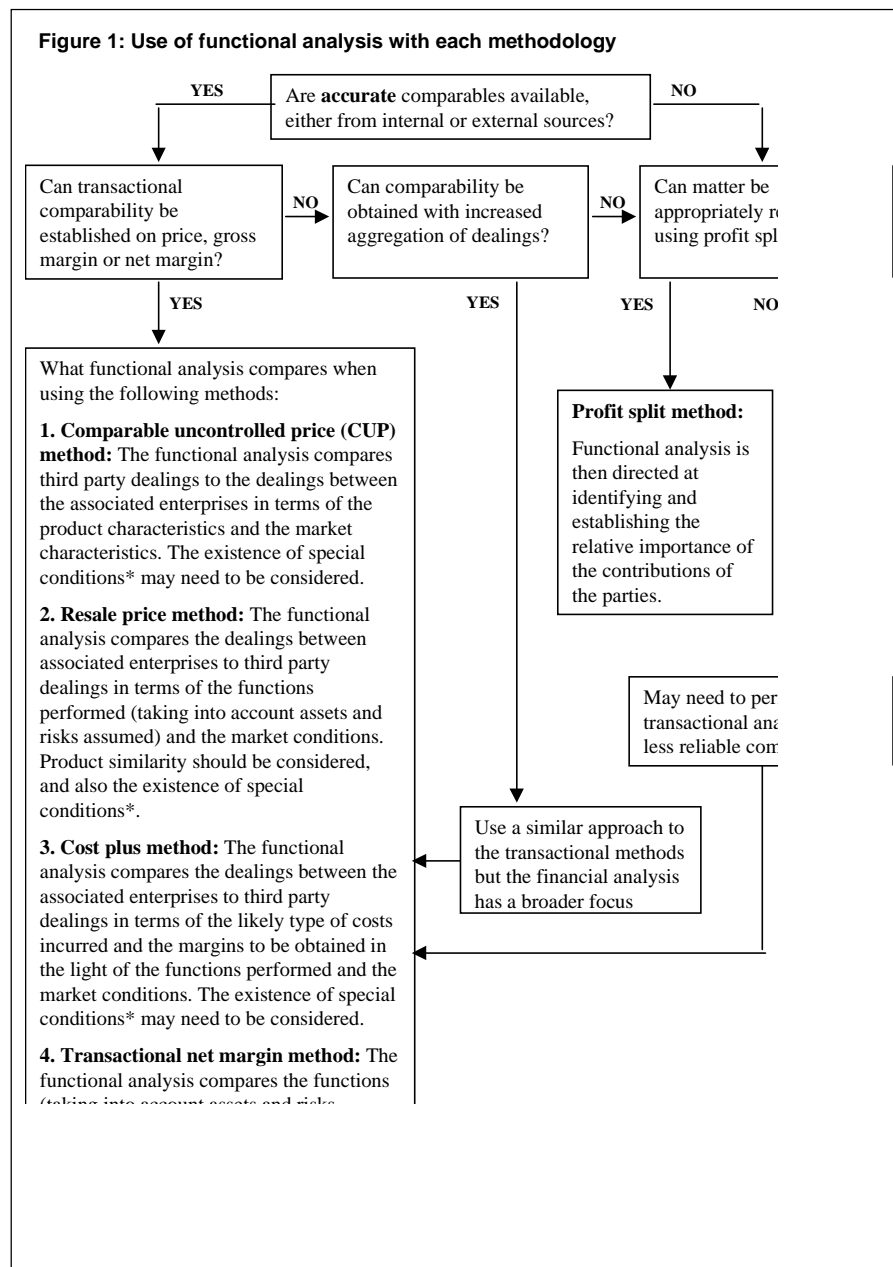 Figure 1: Use of functional analysis with each methodology
YES
Are accurate comparables available,
either from internal or external sources?
NO
Can transactional
comparability be
established on price, gross
margin or net margin?
NO
Can comparability be
obtained with increased
aggregation of dealings?
NO
Can matter be
appropriately
using profit
YES
YES
YES
NO
What functional analysis compares when
using the following methods:
1. Comparable uncontrolled price (CUP)
method: The functional analysis compares
third party dealings to the dealings between
the associated enterprises in terms of the
product characteristics and the market
characteristics. The existence of special
conditions* may need to be considered.
2. Resale price method: The functional
analysis compares the dealings between
associated enterprises to third party
dealings in terms of the functions
performed (taking into account assets and
risks assumed) and the market conditions.
Product similarity should be considered,
and also the existence of special
conditions*.
3. Cost plus method: The functional
analysis compares the dealings between the
associated enterprises to third party
dealings in terms of the likely type of costs
incurred and the margins to be obtained in
the light of the functions performed and the
market conditions. The existence of special
conditions* may need to be considered.
4. Transactional net margin method: The
functional analysis compares the functions
(taking into account assets and risks
Profit split method:
Functional analysis is
then directed at
identifying and
establishing the
relative importance of
the contributions of
the parties.
May need to
transactional
less reliable
Use a similar approach to
the transactional methods
but the financial analysis
has a broader focus